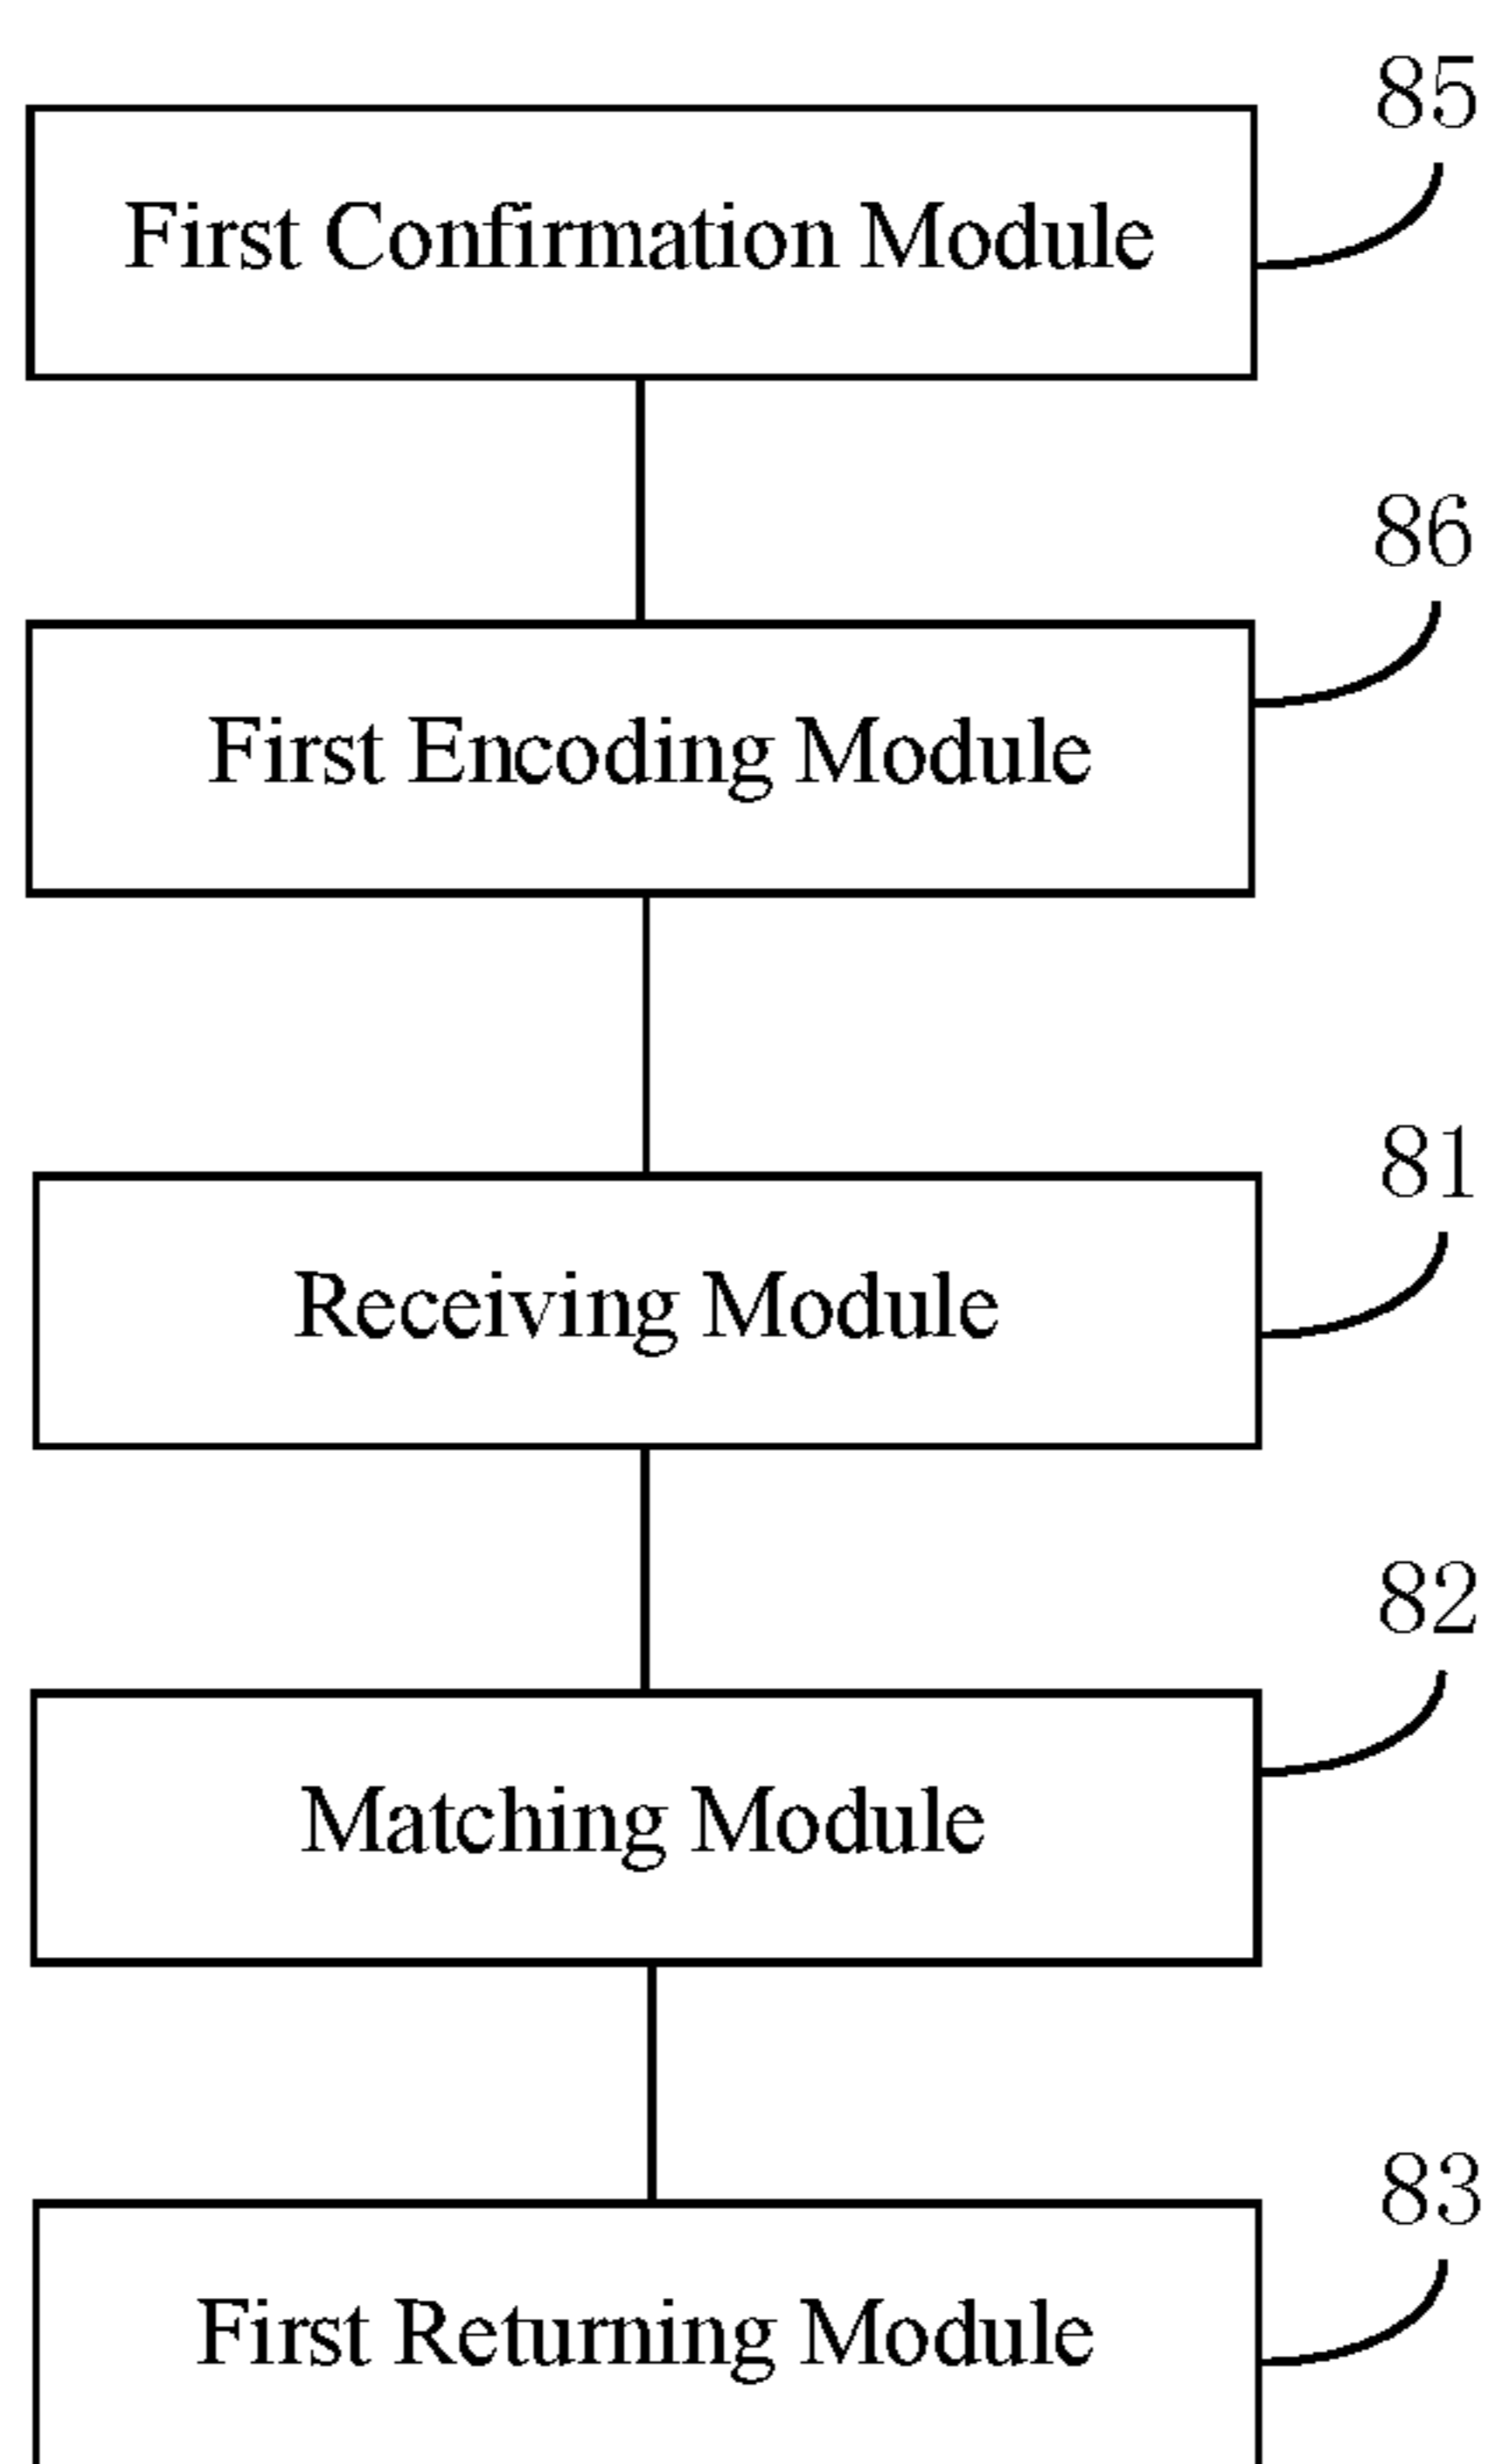 85
First Confirmation Module
86
First Encoding Module
81
Receiving Module
82
Matching Module
83
First Returning Module